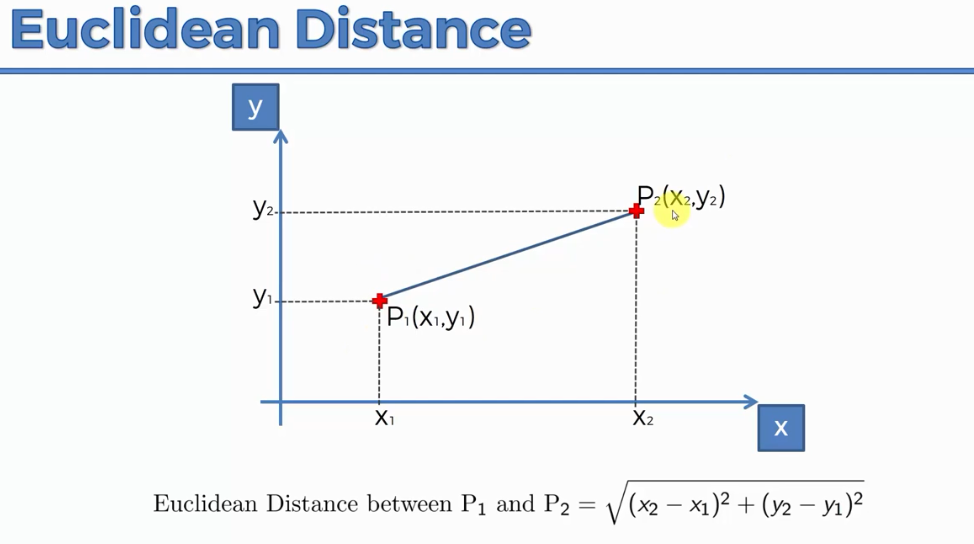 Euclidean Distance
y
y₂
P₂(x₂,y₂)
y₁
P₁(x₁,y₁)
x₁
x₂
x
Euclidean Distance between P₁ and P₂ = √(x₂ − x₁)² + (y₂ − y₁)²